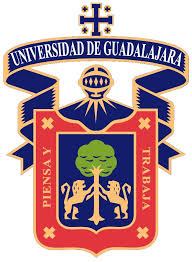 UNIVERSIDAD DE GUADALAJARA
PIENSA Y
TRABAJA